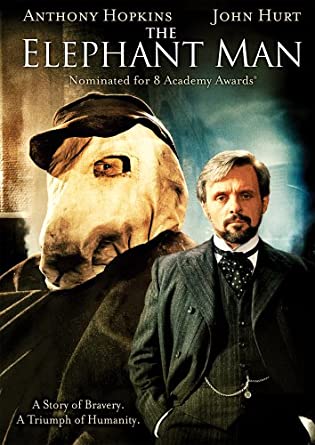 ANTHONY HOPKINS JOHN HURT
THE
ELEPHANT MAN
Nominated for 8 Academy Awards®
A Story of Bravery.
A Triumph of Humanity.